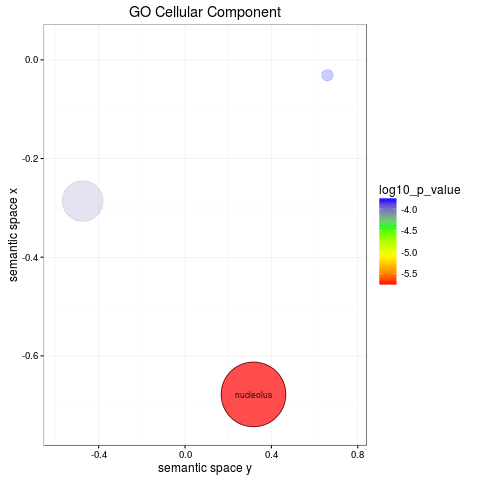 GO Cellular Component
0.0
-0.2
-0.4
-0.6
semantic space x
nucleolus
-0.4
0.0
0.4
0.8
semantic space y
log10_p_value
-4.0
-4.5
-5.0
-5.5